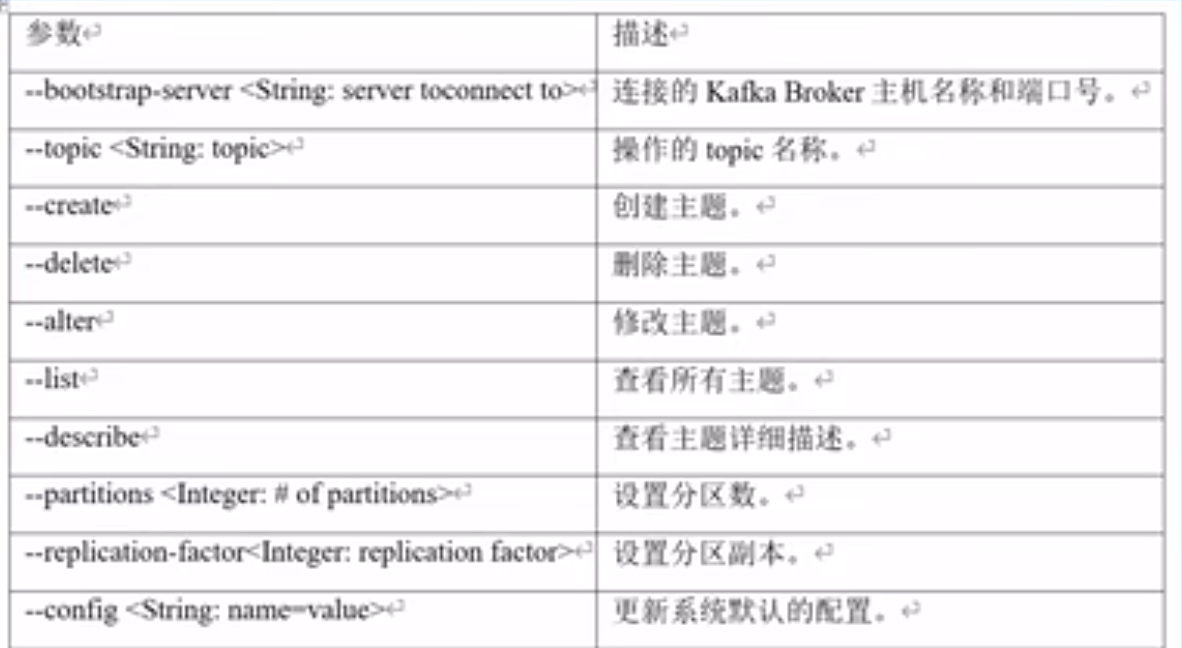 参数
描述
--bootstrap-server <String: server toconnect to>
连接的 Kafka Broker 主机名称和端口号。
--topic <String: topic>
操作的 topic 名称。
--create
创建主题。
--delete
删除主题。
--alter
修改主题。
--list
查看所有主题。
--describe
查看主题详细描述。
--partitions <Integer: # of partitions>
设置分区数。
--replication-factor<Integer: replication factor>
设置分区副本。
--config <String: name=value>
更新系统默认的配置。